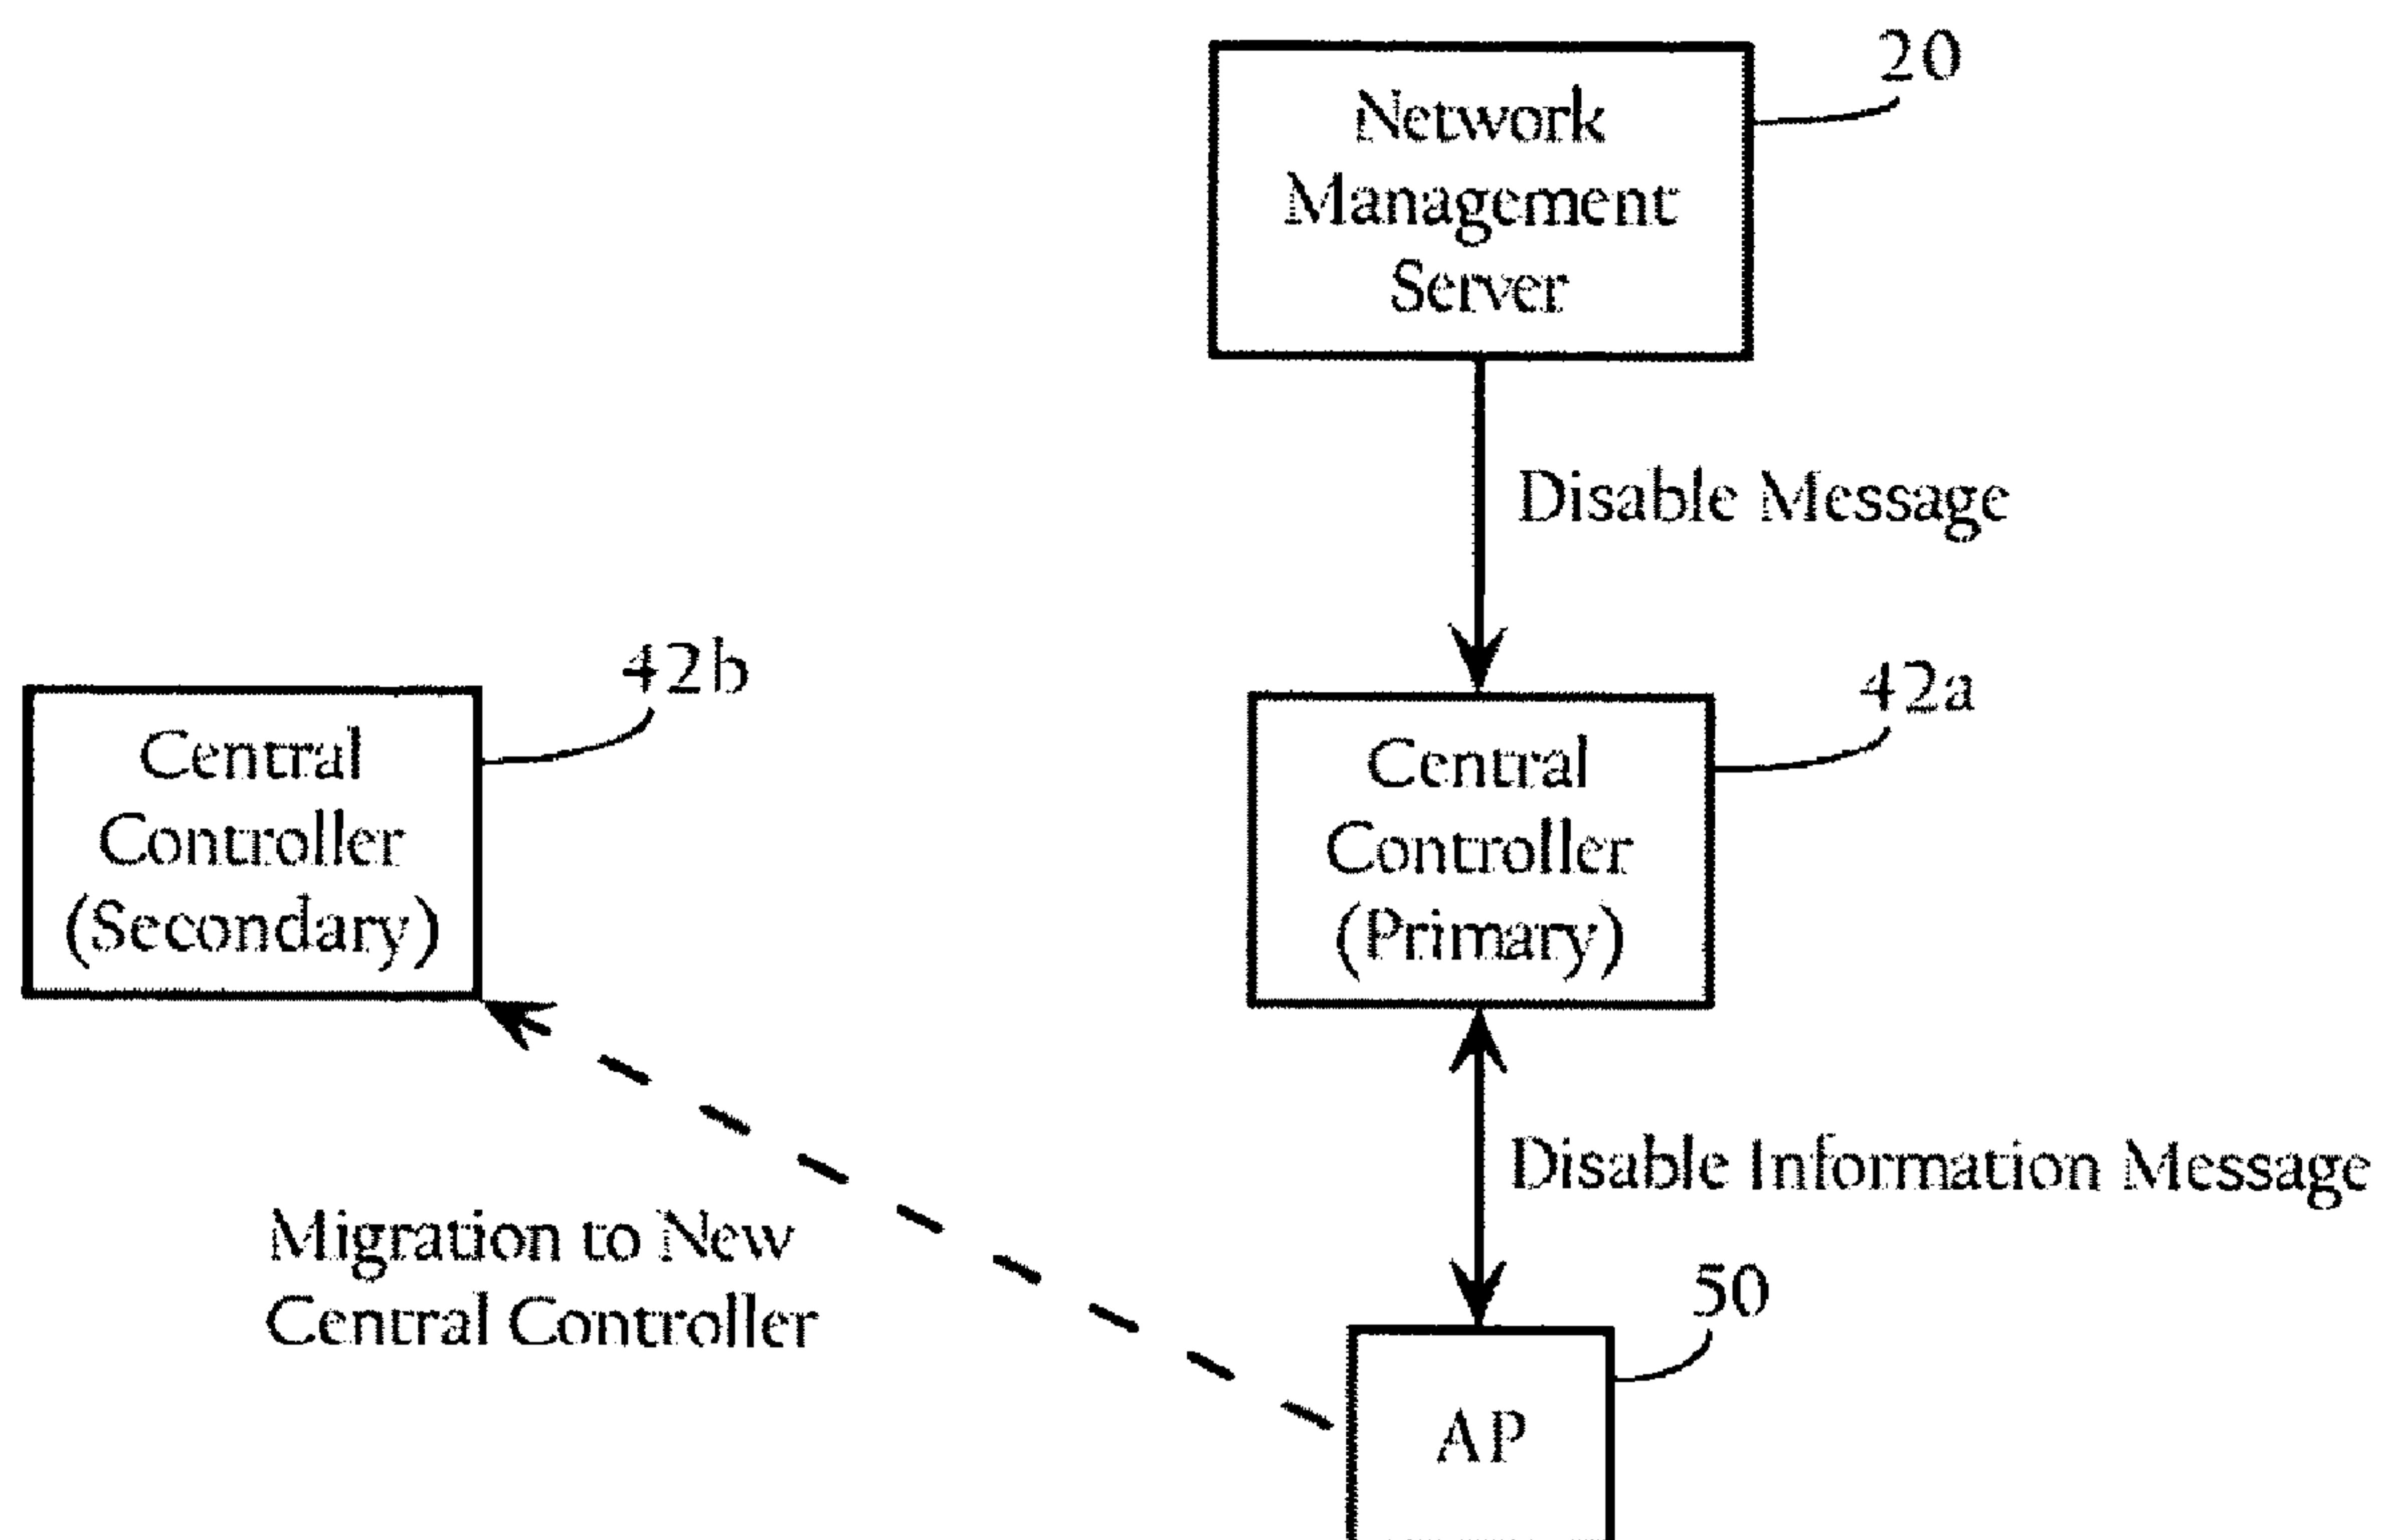 20
Network
Management
Server
Disable Message
42b
42a
Central
Controller
(Secondary)
Central
Controller
(Primary)
Disable Information Message
Migration to New
Central Controller
50
AP